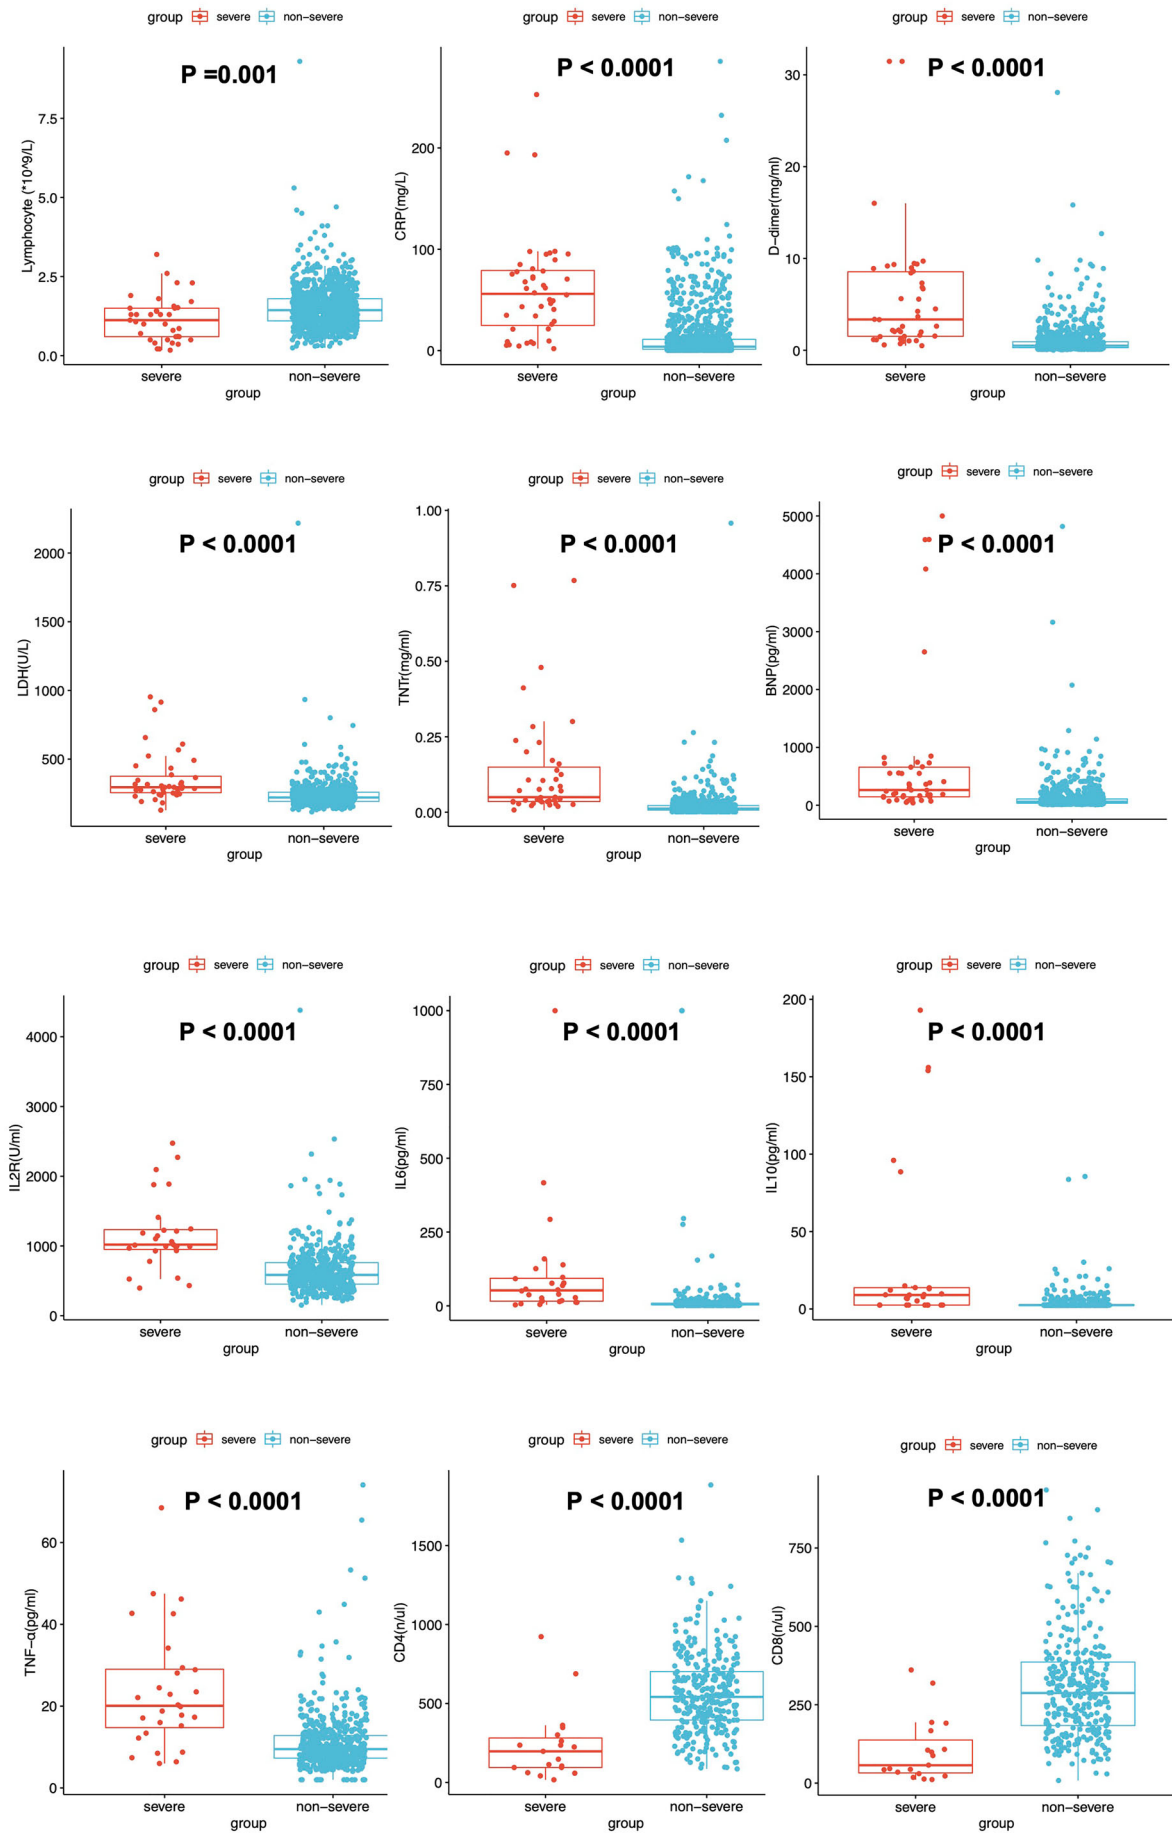 group severe non−severe
P =0.001
Lymphocyte (*10^9/L)
7.5
5.0
2.5
0.0
severe non−severe
group
group severe non−severe
P < 0.0001
CRP(mg/L)
200
100
0
severe non−severe
group
group severe non−severe
P < 0.0001
D−dimer(mg/ml)
30
20
10
0
severe non−severe
group
group severe non−severe
P < 0.0001
LDH(U/L)
2000
1500
1000
500
severe non−severe
group
group severe non−severe
P < 0.0001
TNTr(mg/ml)
1.00
0.75
0.50
0.25
0.00
severe non−severe
group
group severe non−severe
P < 0.0001
BNP(pg/ml)
5000
4000
3000
2000
1000
0
severe non−severe
group
group severe non−severe
P < 0.0001
IL2R(U/ml)
4000
3000
2000
1000
0
severe non−severe
group
group severe non−severe
P < 0.0001
IL6(pg/ml)
1000
750
500
250
0
severe non−severe
group
group severe non−severe
P < 0.0001
IL10(pg/ml)
200
150
100
50
0
severe non−severe
group
group severe non−severe
P < 0.0001
TNF−α(pg/ml)
60
40
20
0
severe non−severe
group
group severe non−severe
P < 0.0001
CD4(n/ul)
1500
1000
500
0
severe non−severe
group
group severe non−severe
P < 0.0001
CD8(n/ul)
750
500
250
0
severe non−severe
group